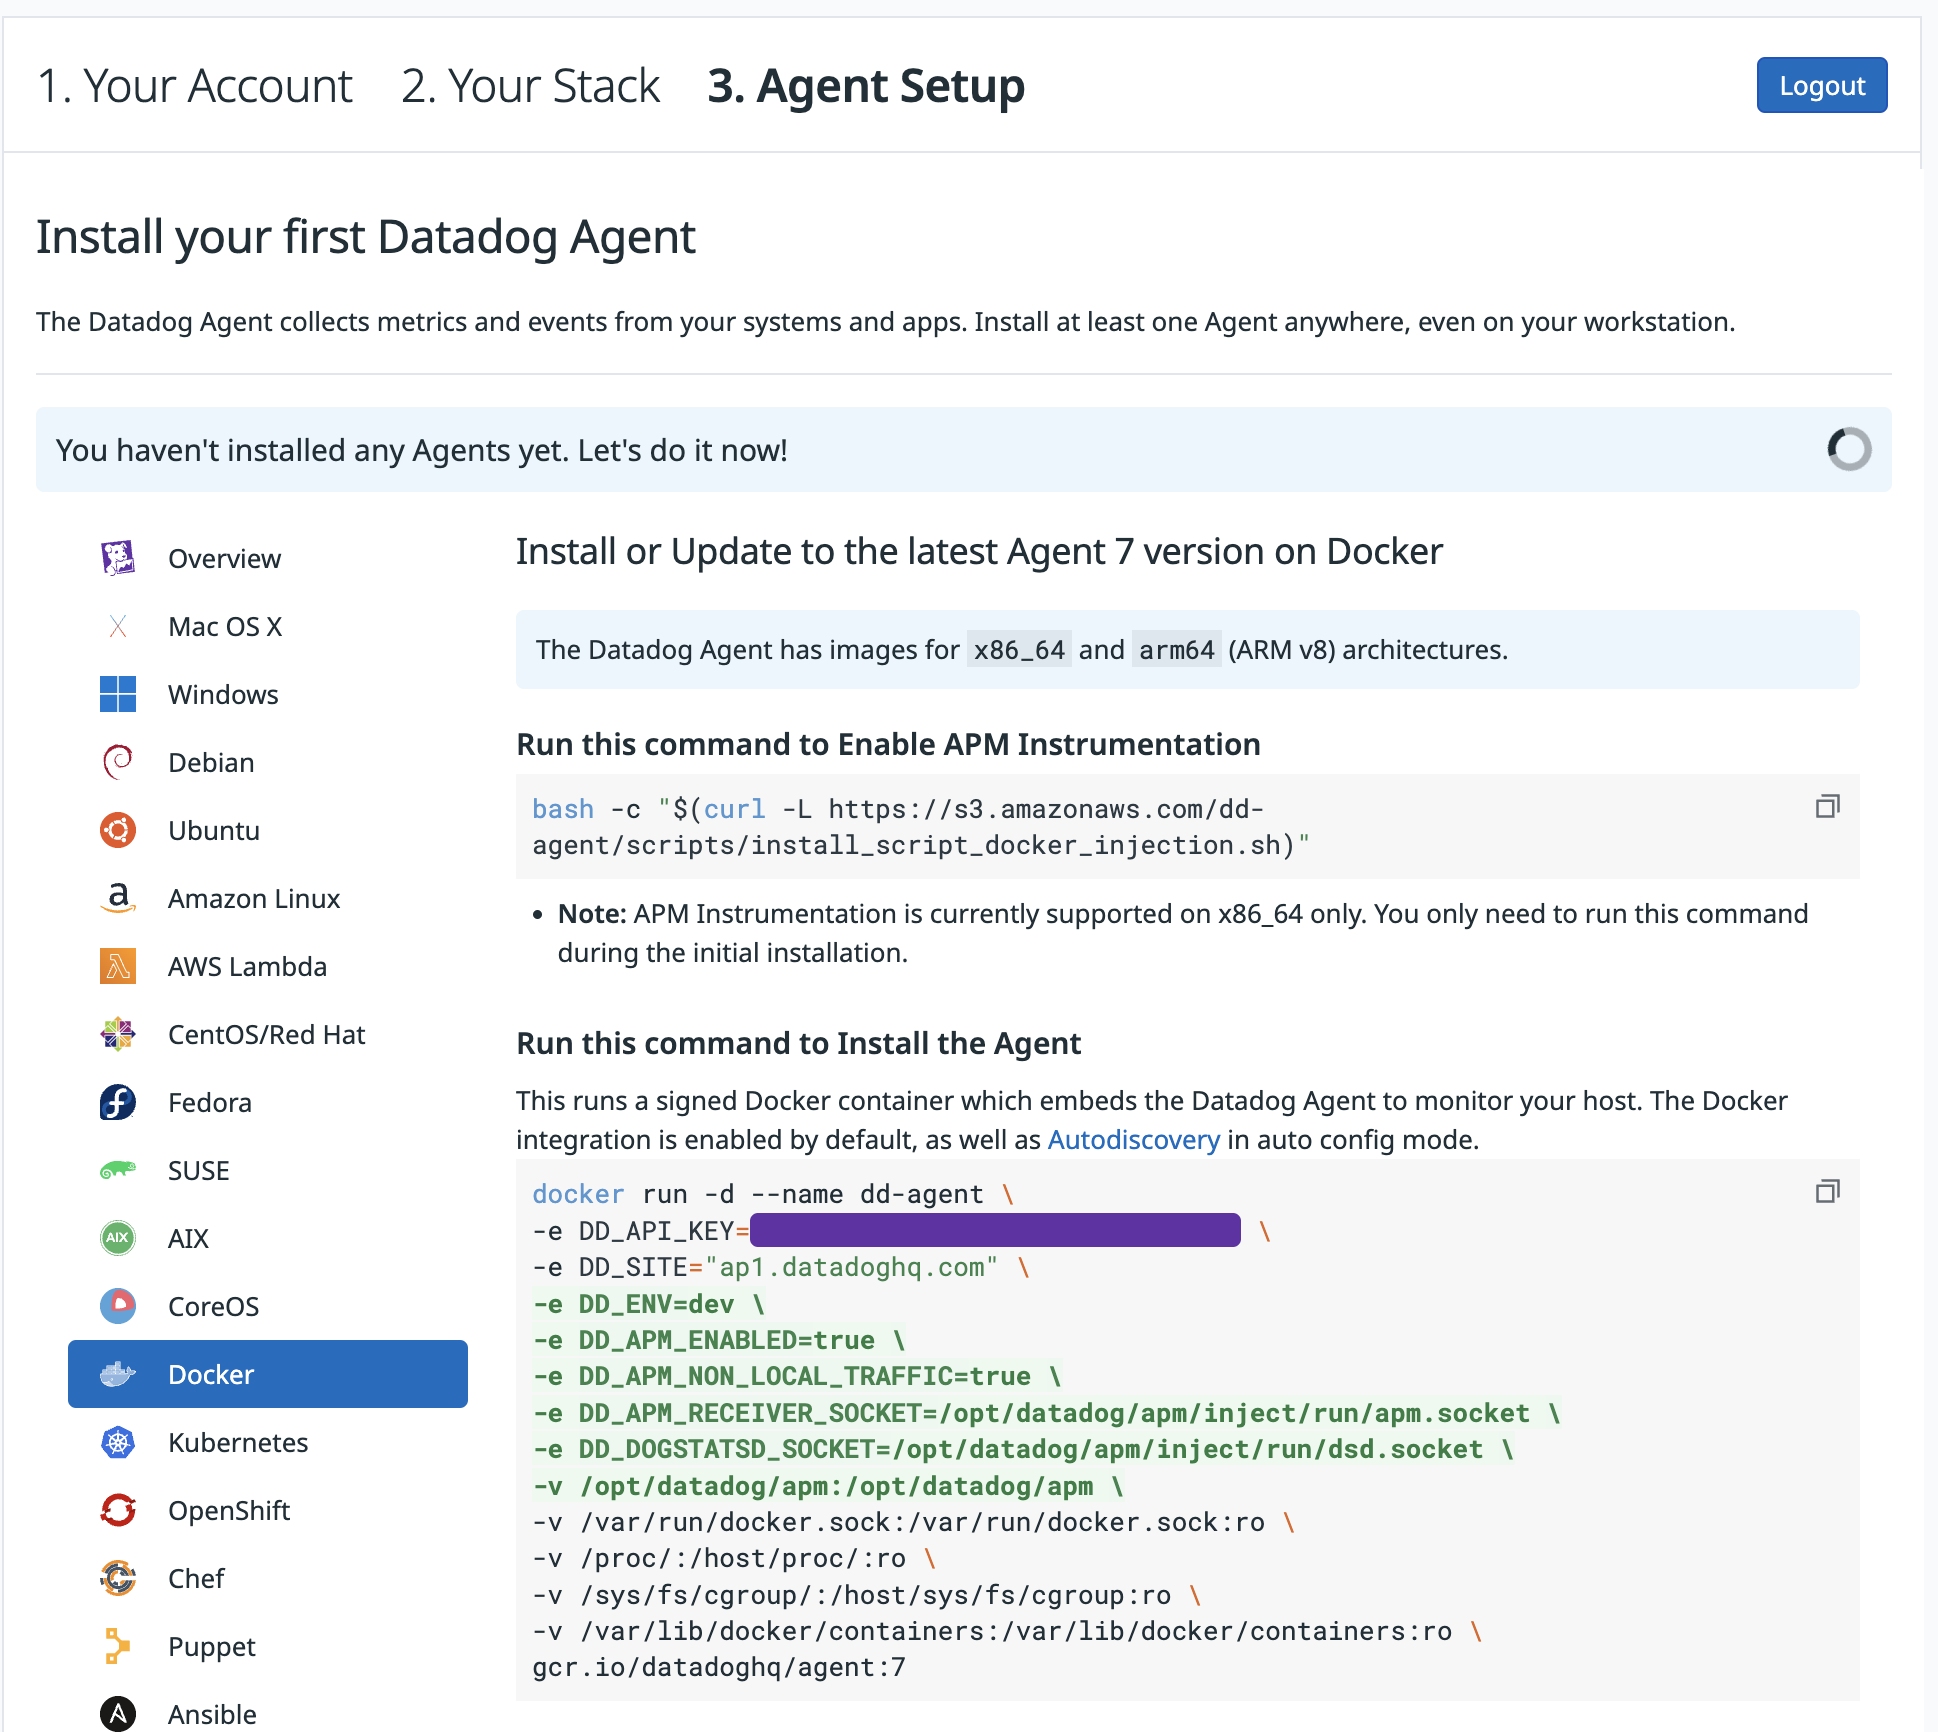 1. Your Account 2. Your Stack 3. Agent Setup Logout
Install your first Datadog Agent
The Datadog Agent collects metrics and events from your systems and apps. Install at least one Agent anywhere, even on your workstation.
You haven't installed any Agents yet. Let's do it now!
Overview
Mac OS X
Windows
Debian
Ubuntu
Amazon Linux
AWS Lambda
CentOS/Red Hat
Fedora
SUSE
AIX
AIX
CoreOS
Docker
Kubernetes
OpenShift
Chef
Puppet
Ansible
Install or Update to the latest Agent 7 version on Docker
The Datadog Agent has images for x86_64 and arm64 (ARM v8) architectures.
Run this command to Enable APM Instrumentation
bash -c "$(curl -L https://s3.amazonaws.com/dd-
agent/scripts/install_script_docker_injection.sh)"
• Note: APM Instrumentation is currently supported on x86_64 only. You only need to run this command
during the initial installation.
Run this command to Install the Agent
This runs a signed Docker container which embeds the Datadog Agent to monitor your host. The Docker
integration is enabled by default, as well as Autodiscovery in auto config mode.
docker run -d --name dd-agent \
-e DD_API_KEY= \
-e DD_SITE="ap1.datadoghq.com" \
-e DD_ENV=dev \
-e DD_APM_ENABLED=true \
-e DD_APM_NON_LOCAL_TRAFFIC=true \
-e DD_APM_RECEIVER_SOCKET=/opt/datadog/apm/inject/run/apm.socket \
-e DD_DOGSTATSD_SOCKET=/opt/datadog/apm/inject/run/dsd.socket \
-v /opt/datadog/apm:/opt/datadog/apm \
-v /var/run/docker.sock:/var/run/docker.sock:ro \
-v /proc/:/host/proc/:ro \
-v /sys/fs/cgroup/:/host/sys/fs/cgroup:ro \
-v /var/lib/docker/containers:/var/lib/docker/containers:ro \
gcr.io/datadoghq/agent:7